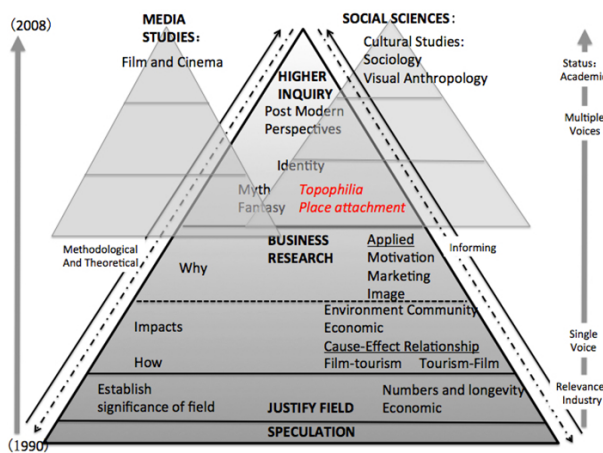 (2008)
MEDIA
STUDIES:
Film and Cinema
SOCIAL SCIENCES:
Cultural Studies:
Sociology
Visual Anthropology
Status:
Academic
HIGHER
INQUIRY
Post Modern
Perspectives
Multiple
Voices
Identity
Myth
Fantasy
Topophilia
Place attachment
Methodological
And Theoretical
BUSINESS
RESEARCH
Why
Applied
Motivation
Marketing
Image
Informing
Impacts
Environment Community
Economic
Cause-Effect Relationship
How
Film-tourism Tourism-Film
Single
Voice
Establish
significance of field
JUSTIFY FIELD
Numbers and longevity
Economic
Relevance
Industry
SPECULATION
(1990)